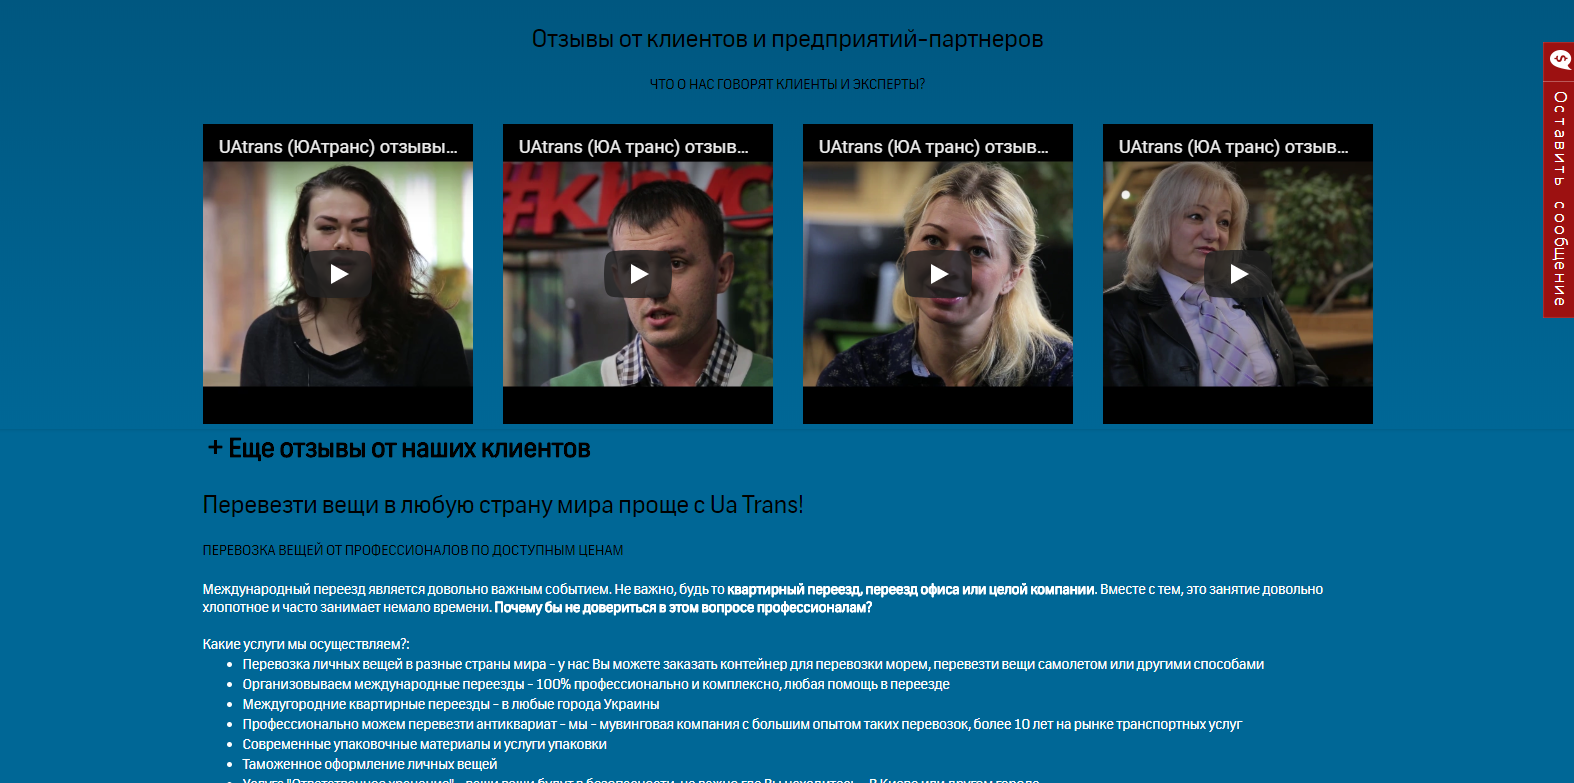 Отзывы от клиентов и предприятий-партнеров
ЧТО О НАС ГОВОРЯТ КЛИЕНТЫ И ЭКСПЕРТЫ?
UAtrans (ЮАтранс) отзывы...
UAtrans (ЮА транс) отзыв...
UAtrans (ЮА транс) отзыв...
UAtrans (ЮА транс) отзыв...
Оставить сообщение
+ Еще отзывы от наших клиентов
Перевезти вещи в любую страну мира проще с Ua Trans!
ПЕРЕВОЗКА ВЕЩЕЙ ОТ ПРОФЕССИОНАЛОВ ПО ДОСТУПНЫМ ЦЕНАМ
Международный переезд является довольно важным событием. Не важно, будь то квартирный переезд, переезд офиса или целой компании. Вместе с тем, это занятие довольно
хлопотное и часто занимает немало времени. Почему бы не довериться в этом вопросе профессионалам?
Какие услуги мы осуществляем?:
• Перевозка личных вещей в разные страны мира - у нас Вы можете заказать контейнер для перевозки морем, перевезти вещи самолетом или другими способами
• Организовываем международные переезды - 100% профессионально и комплексно, любая помощь в переезде
• Междугородние квартирные переезды - в любые города Украины
• Профессионально можем перевезти антиквариат - мы - мувинговая компания с большим опытом таких перевозок, более 10 лет на рынке транспортных услуг
• Современные упаковочные материалы и услуги упаковки
• Таможенное оформление личных вещей